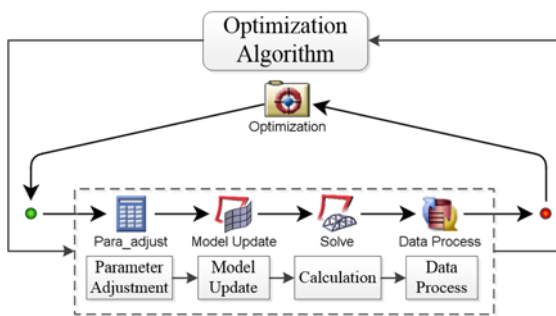 Optimization
Algorithm
Optimization
Para_adjust
Model Update
Solve
Data Process
Parameter
Adjustment
Model
Update
Calculation
Data
Process